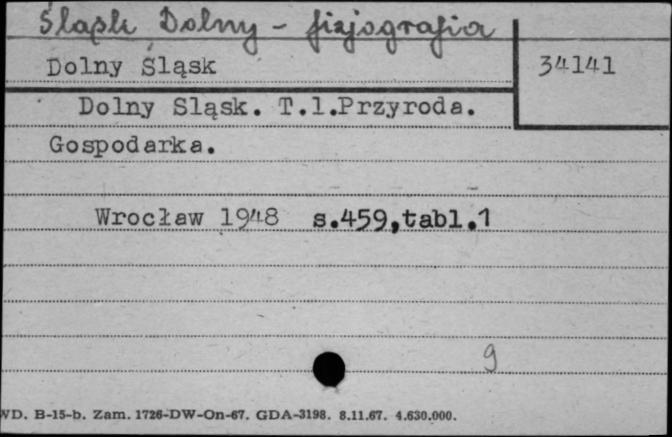 Śląsk Dolny - fizjografia
Dolny Śląsk
34141
Dolny Sląsk. T.1.Przyroda.
Gospodarka.
Wrocław 1948 s.459,tabl.1
9
WD. B-15-b. Zam. 1726-DW-On-67. GDA-3198. 8.11.67. 4.630.000.